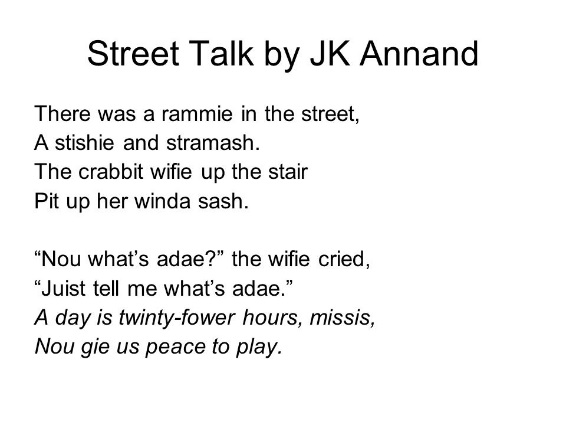 Street Talk by JK Annand
There was a rammie in the street,
A stishie and stramash.
The crabbit wifie up the stair
Pit up her winda sash.
“Nou what’s adae?” the wifie cried,
“Juist tell me what’s adae.”
A day is twinty-fower hours, missis,
Nou gie us peace to play.